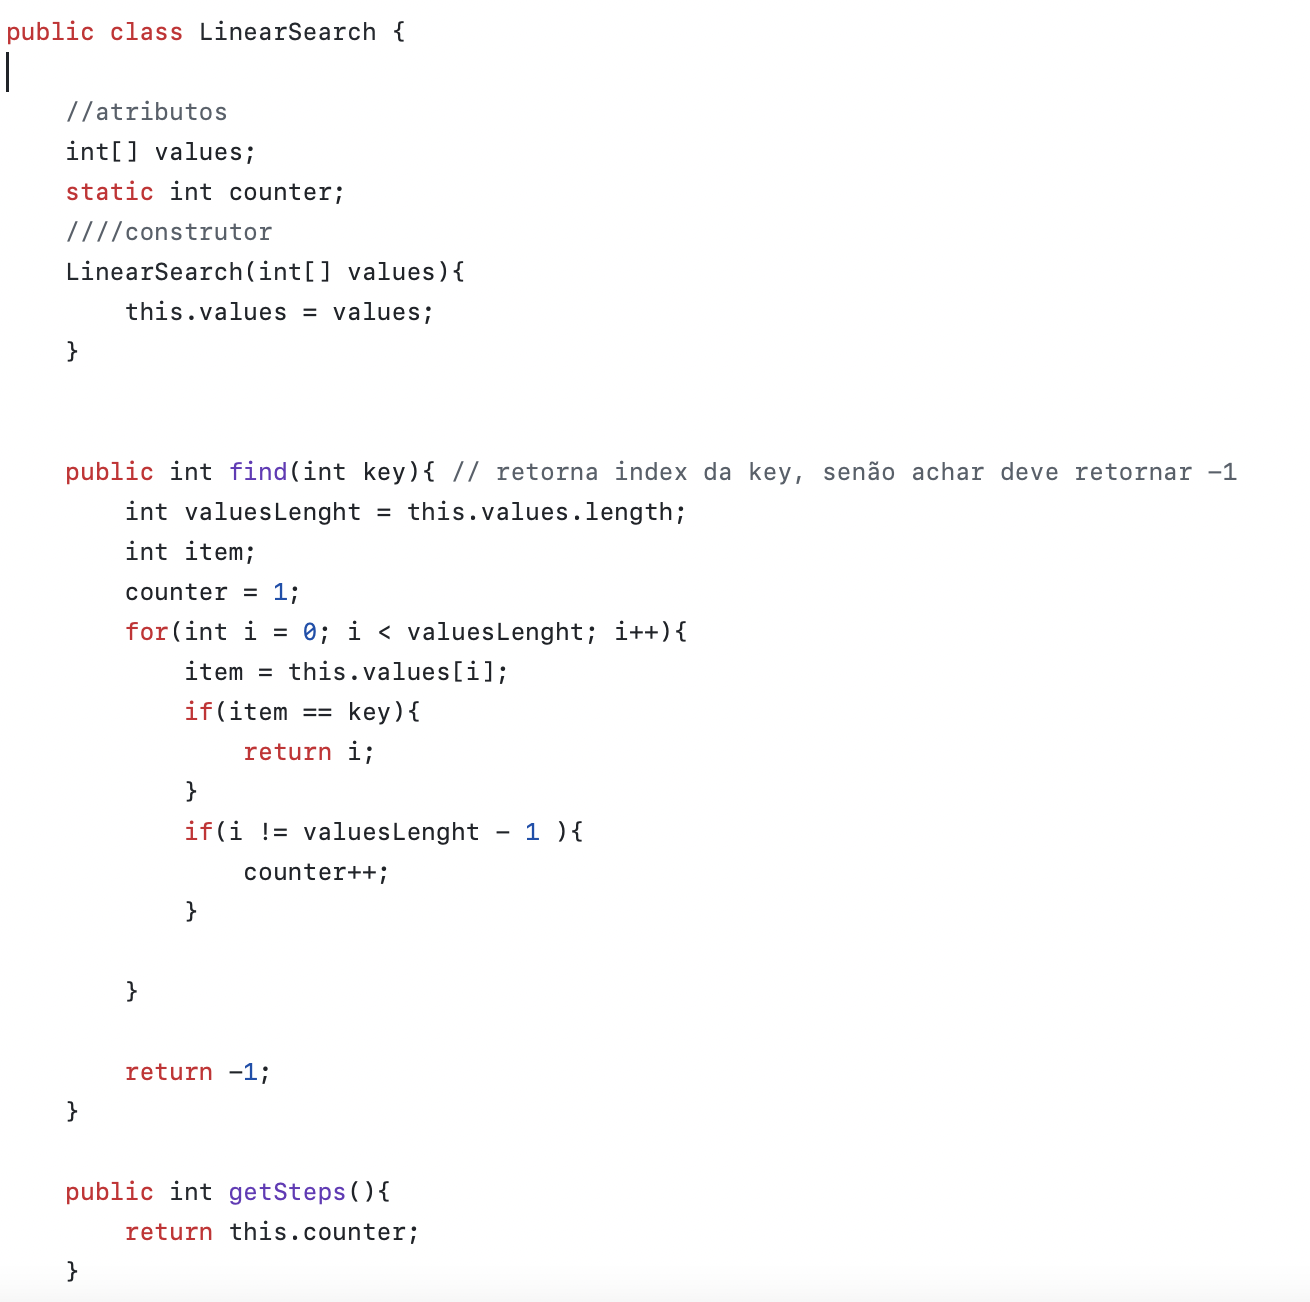 public class LinearSearch {
//atributos
int[] values;
static int counter;
////construtor
LinearSearch(int[] values){
this.values = values;
}
public int find(int key){ // retorna index da key, senão achar deve retornar -1
int valuesLenght = this.values.length;
int item;
counter = 1;
for(int i = 0; i < valuesLenght; i++){
item = this.values[i];
if(item == key){
return i;
}
if(i != valuesLenght - 1 ){
counter++;
}
}
return -1;
}
public int getSteps(){
return this.counter;
}